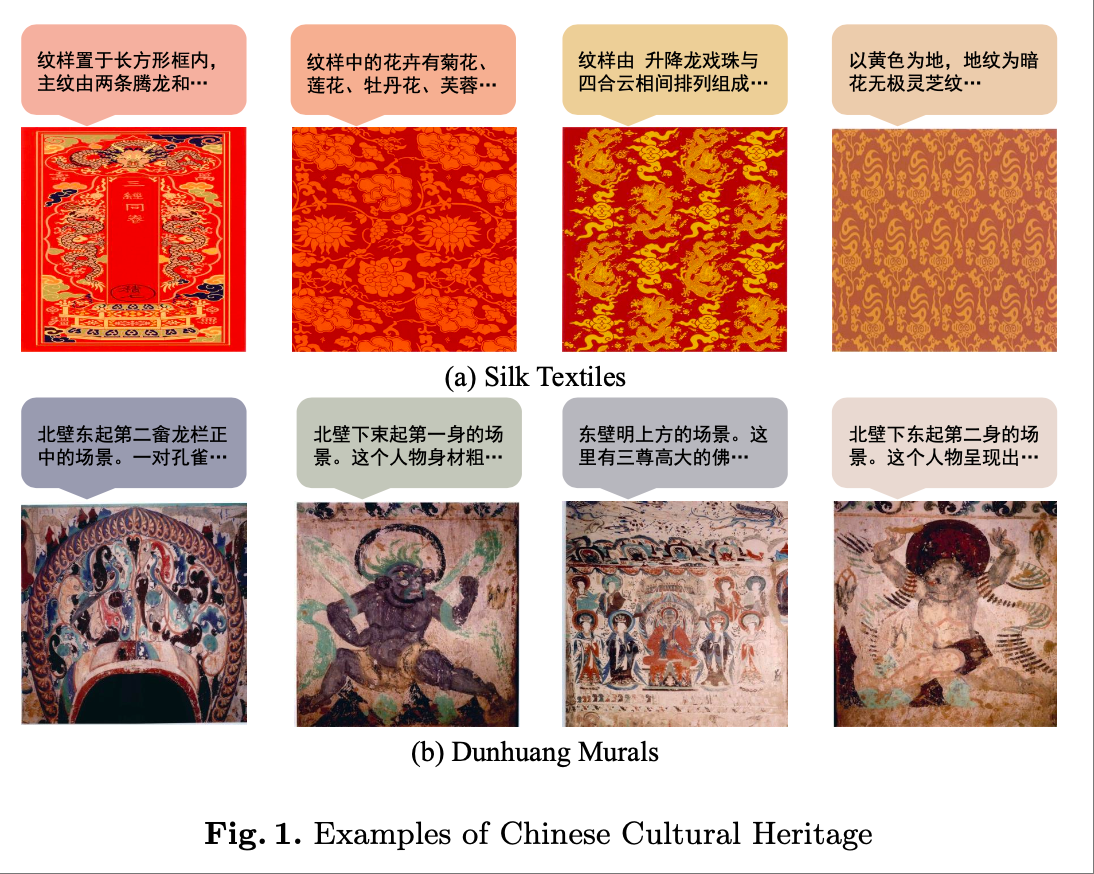 纹样置于长方形框内，
主纹由两条腾龙和…
纹样中的花卉有菊花、
莲花、牡丹花、芙蓉…
纹样由 升降龙戏珠与
四合云相间排列组成…
以黄色为地，地纹为暗
花无极灵芝纹…
三經同卷
(a) Silk Textiles
北壁东起第二畲龙栏正
中的场景。一对孔雀…
北壁下束起第一身的场
景。这个人物身材粗…
东壁明上方的场景。这
里有三尊高大的佛…
北壁下东起第二身的场
景。这个人物呈现出…
(b) Dunhuang Murals
Fig. 1. Examples of Chinese Cultural Heritage